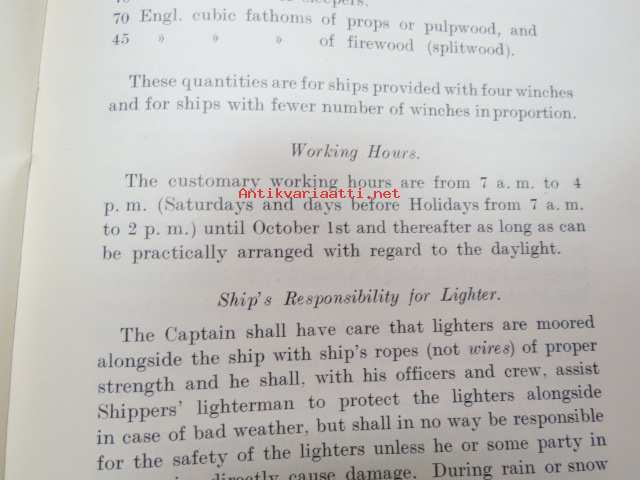 sleepers.
70 Engl. cubic fathoms of props or pulpwood, and
45 » » » of firewood (splitwood).
These quantities are for ships provided with four winches
and for ships with fewer number of winches in proportion.
Working Hours.
The customary working hours are from 7 a. m. to 4
Antikvariaatti.net
p. m. (Saturdays and days before Holidays from 7 a. m.
to 2 p. m.) until October 1st and thereafter as long as can
be practically arranged with regard to the daylight.
Ship's Responsibility for Lighter.
The Captain shall have care that lighters are moored
alongside the ship with ship's ropes (not wires) of proper
strength and he shall, with his officers and crew, assist
Shippers' lighterman to protect the lighters alongside
in case of bad weather, but shall in no way be responsible
for the safety of the lighters unless he or some party in
directly cause damage. During rain or snow